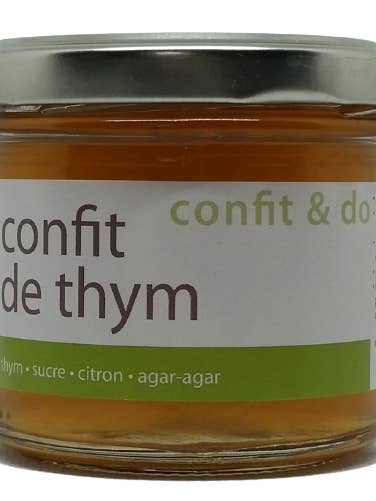 confit & do
confit
de thym
thym • sucre • citron • agar-agar